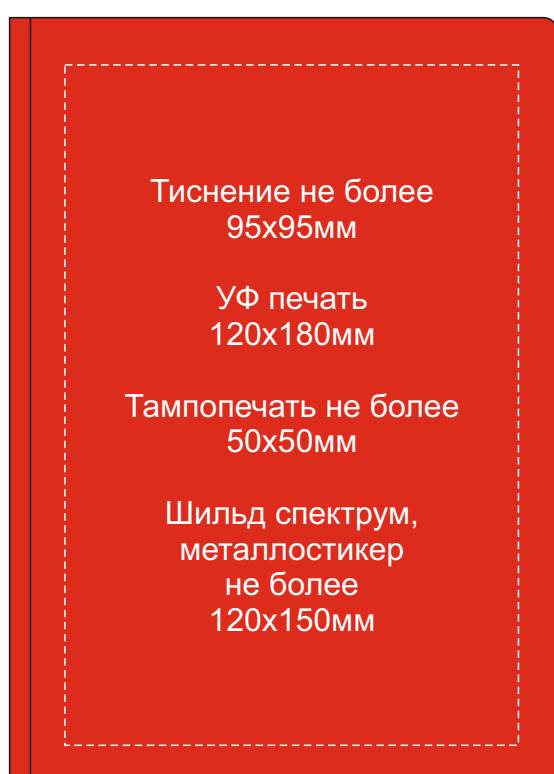 Тиснение не более
95х95мм
УФ печать
120х180мм
Тампопечать не более
50х50мм
Шильд спектрум,
металлостикер
не более
120х150мм